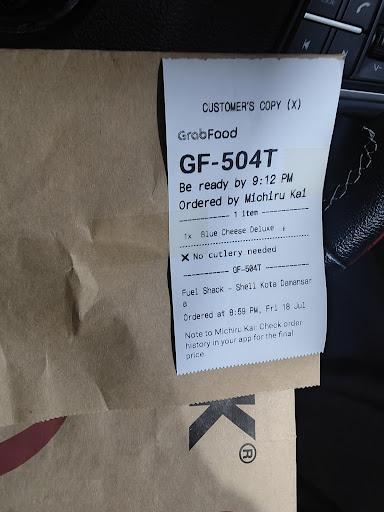 CUSTOMER'S COPY (X)
GrabFood
GF-504T
Be ready by 9:12 PM
Ordered by Michiru Kai
1 item
1x Blue Cheese Deluxe
✗ No cutlery needed
GF-504T
Fuel Shack - Shell Kota Damansar
a
Ordered at 8:59 PM, Fri 18 Jul
Note to Michiru Kai: Check order
history in your app for the final
price.
K®